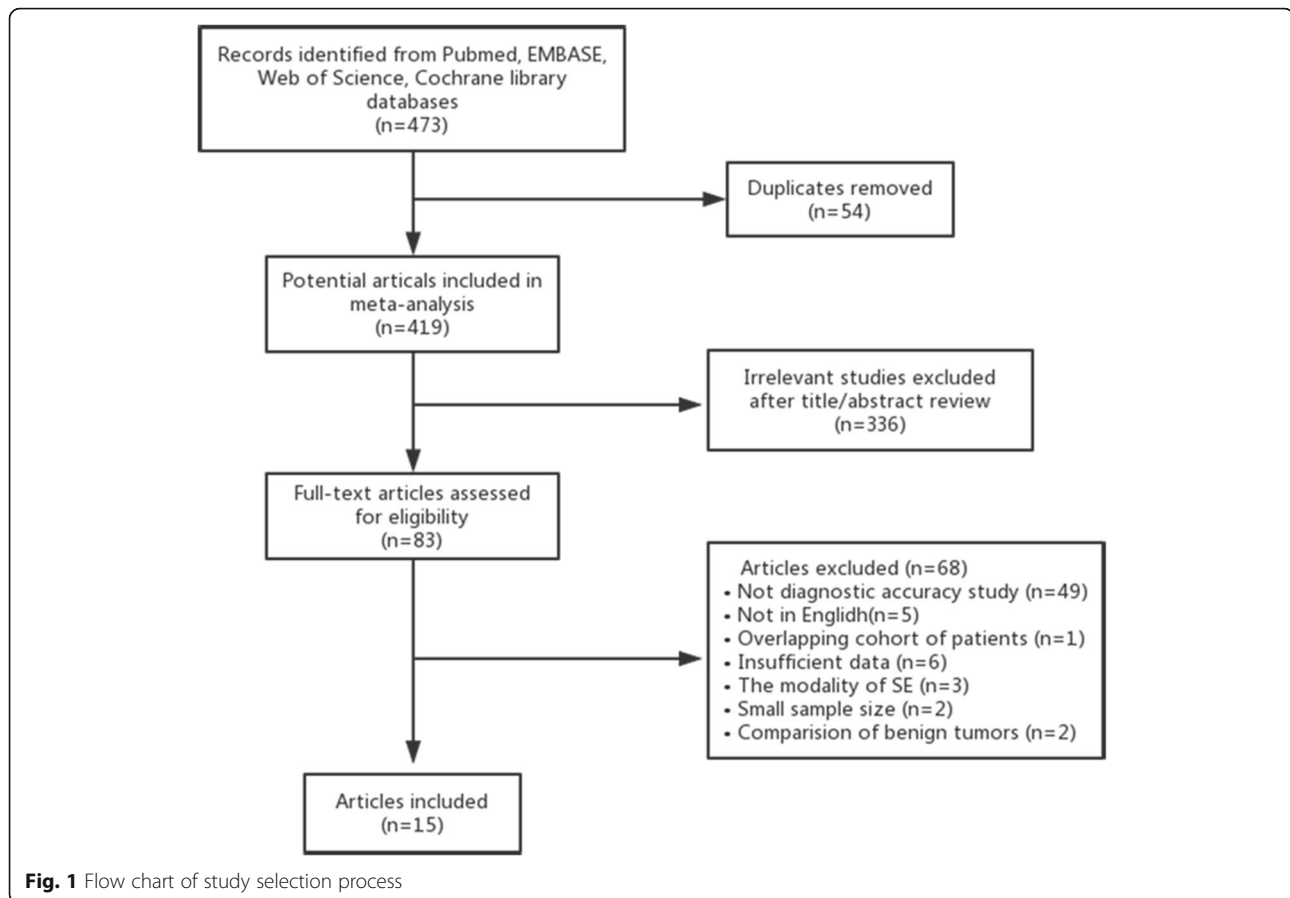 Records identified from Pubmed, EMBASE,
Web of Science, Cochrane library
databases
(n=473)
Duplicates removed
(n=54)
Potential articals included in
meta-analysis
(n=419)
Irrelevant studies excluded
after title/abstract review
(n=336)
Full-text articles assessed
for eligibility
(n=83)
Articles excluded (n=68)
• Not diagnostic accuracy study (n=49)
• Not in Englidh(n=5)
• Overlapping cohort of patients (n=1)
• Insufficient data (n=6)
• The modality of SE (n=3)
• Small sample size (n=2)
• Comparision of benign tumors (n=2)
Articles included
(n=15)
Fig. 1 Flow chart of study selection process